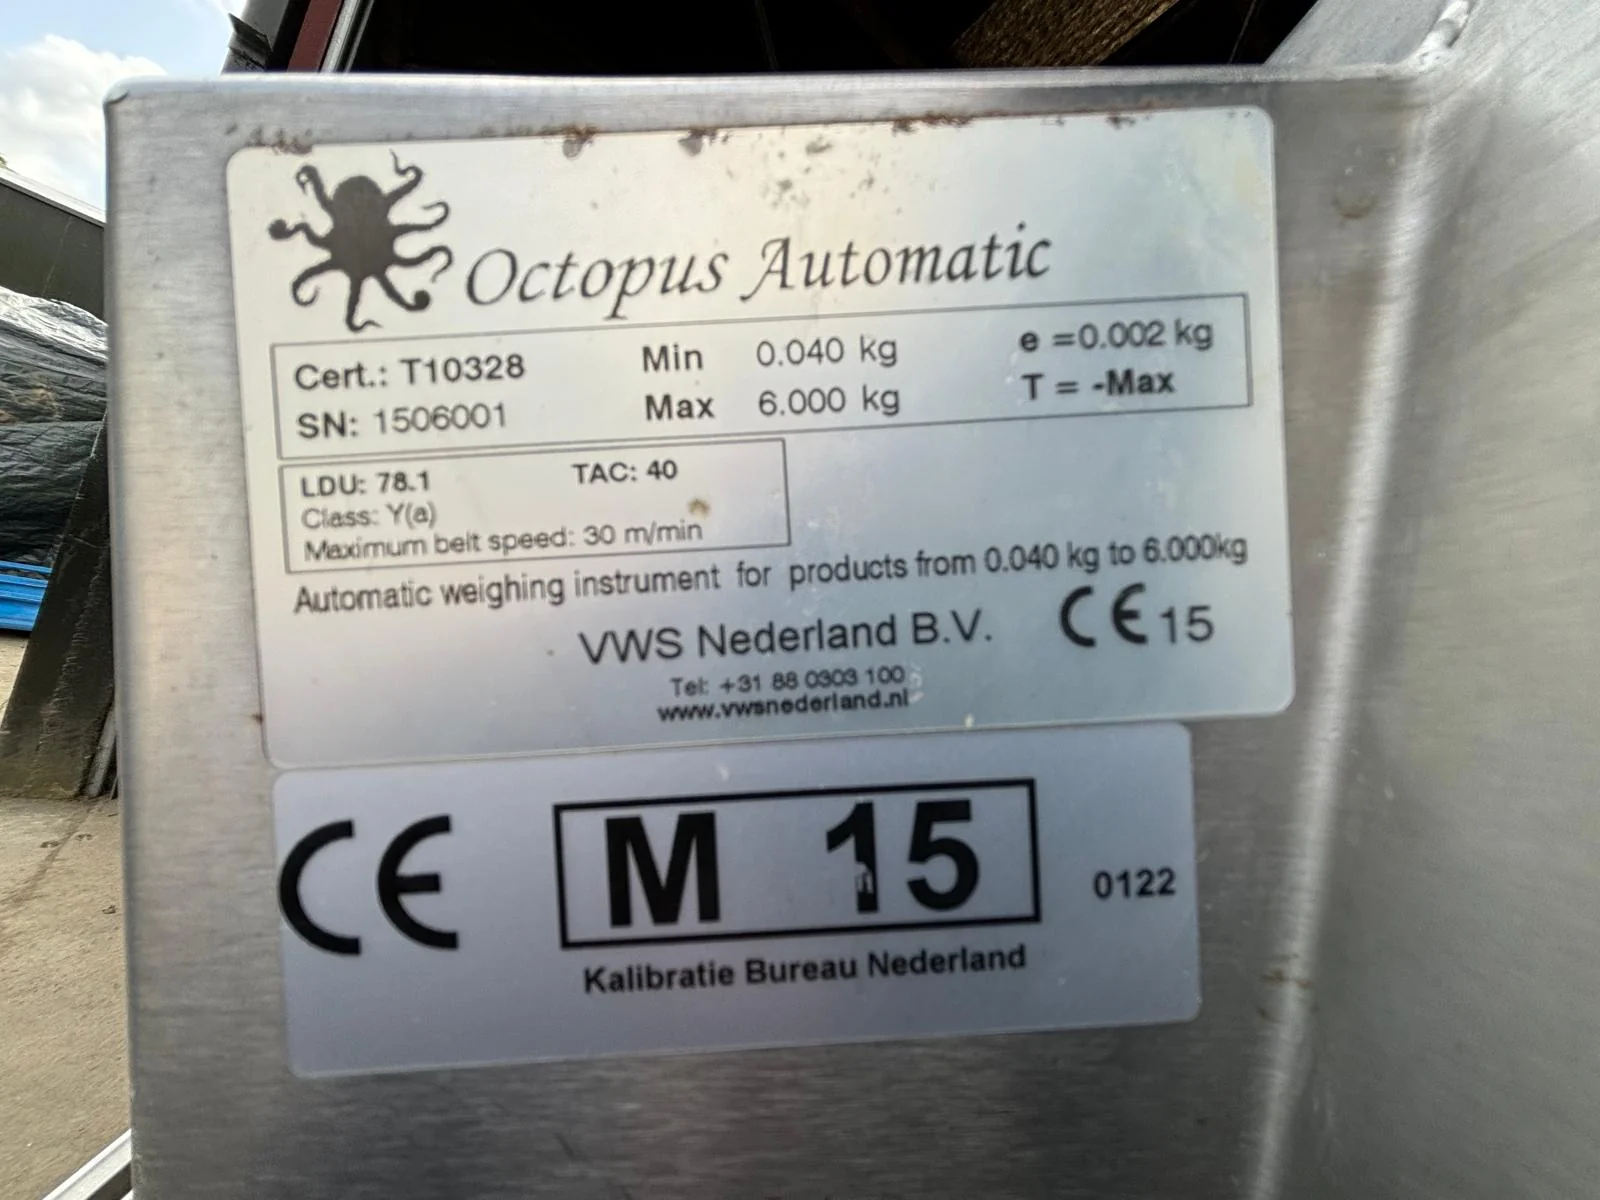 Octopus Automatic
Cert.: T10328 Min 0.040 kg e =0.002 kg
SN: 1506001 Max 6.000 kg T = -Max
LDU: 78.1 TAC: 40
Class: Y(a)
Maximum belt speed: 30 m/min
Automatic weighing instrument for products from 0.040 kg to 6.000kg
VWS Nederland B.V. CE 15
Tel: +31 88 0303 100
www.vwsnederland.nl
CE M 15 0122
Kalibratie Bureau Nederland